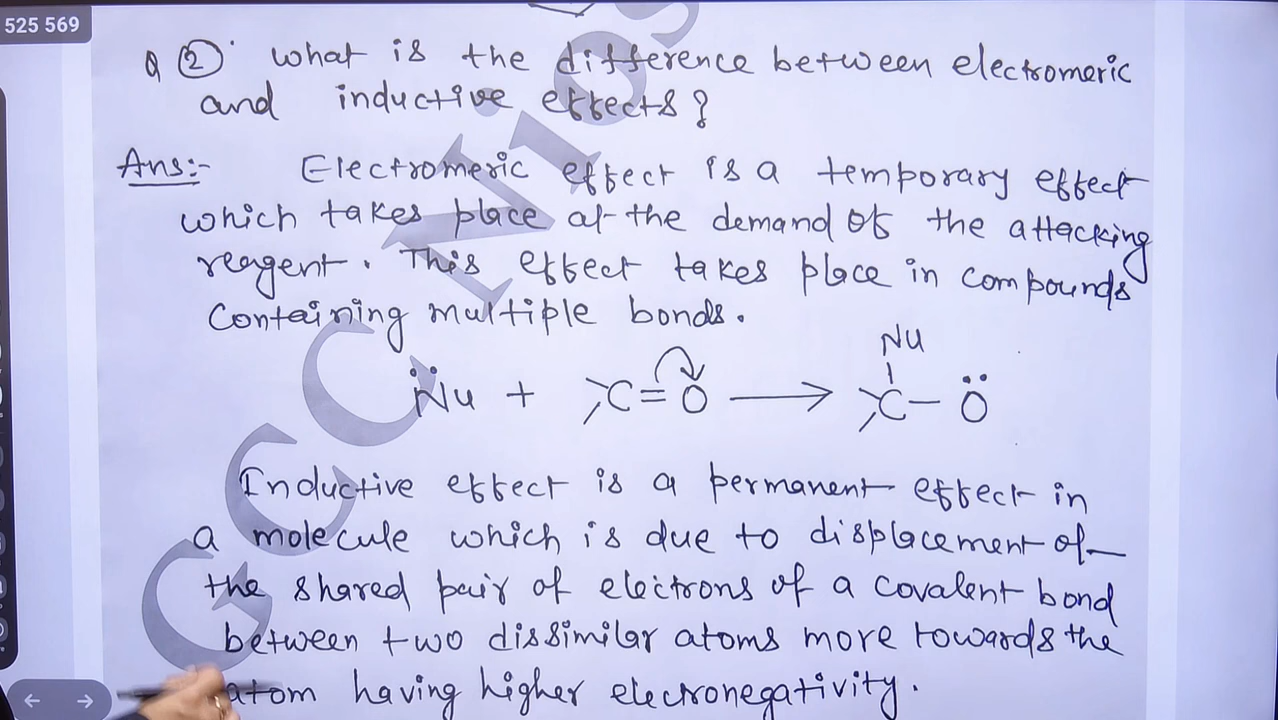 525 569
Q ② What is the difference between electromeric
and inductive effects?
Ans:- Electromeric effect is a temporary effect
which takes place at the demand of the attacking
reagent. This effect takes place in compounds
Containing multiple bonds.
Nu
N̈u + >C=O ⟶ >C–Ö
Inductive effect is a permanent effect in
a molecule which is due to displacement of
the shared pair of electrons of a covalent bond
between two dissimilar atoms more towards the
atom having higher elecronegativity.